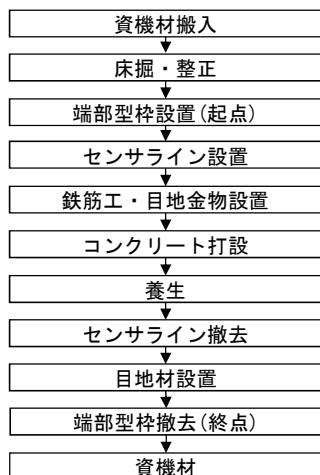 資機材搬入
床掘・整正
端部型枠設置(起点)
センサライン設置
鉄筋工・目地金物設置
コンクリート打設
養生
センサライン撤去
目地材設置
端部型枠撤去(終点)
資機材